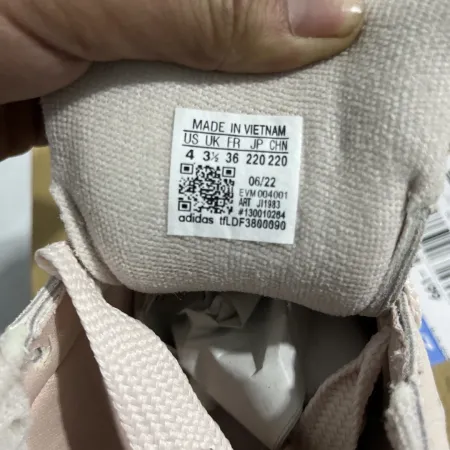 MADE IN VIETNAM
US UK FR JP CHN
4 3½ 36 220 220
06/22
EVM 004001
ART JI1983
#130010284
adidas tfLDF3800090